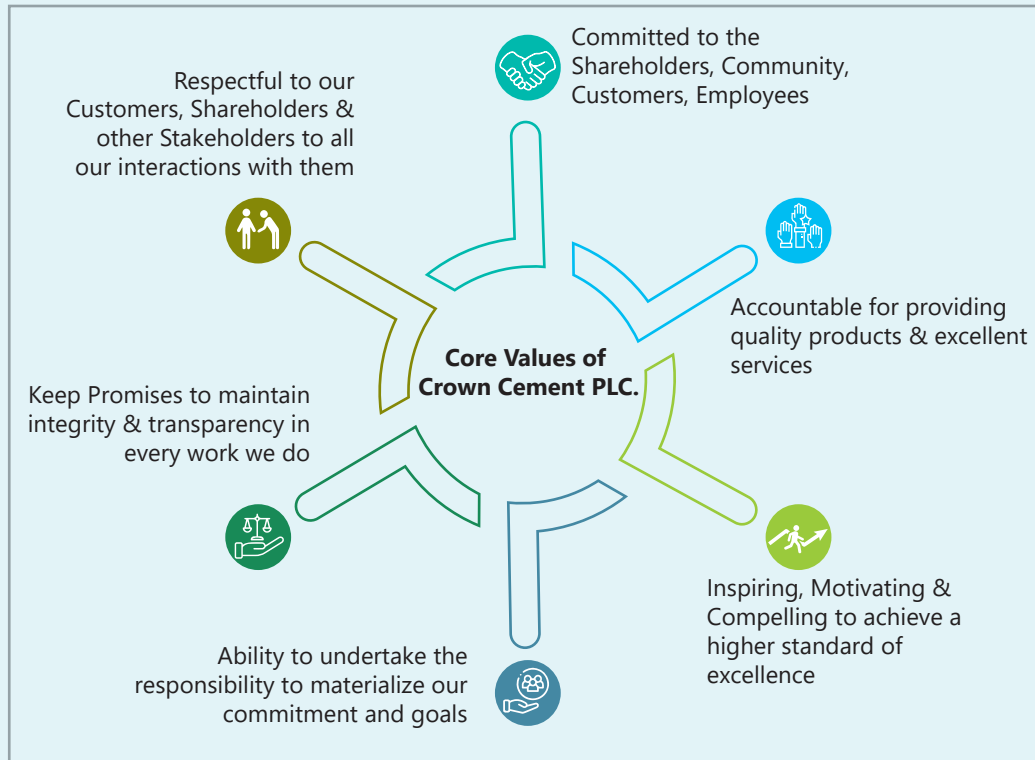 Committed to the
Shareholders, Community,
Customers, Employees
Respectful to our
Customers, Shareholders &
other Stakeholders to all
our interactions with them
Accountable for providing
quality products & excellent
services
Core Values of
Crown Cement PLC.
Keep Promises to maintain
integrity & transparency in
every work we do
Inspiring, Motivating &
Compelling to achieve a
higher standard of
excellence
Ability to undertake the
responsibility to materialize our
commitment and goals